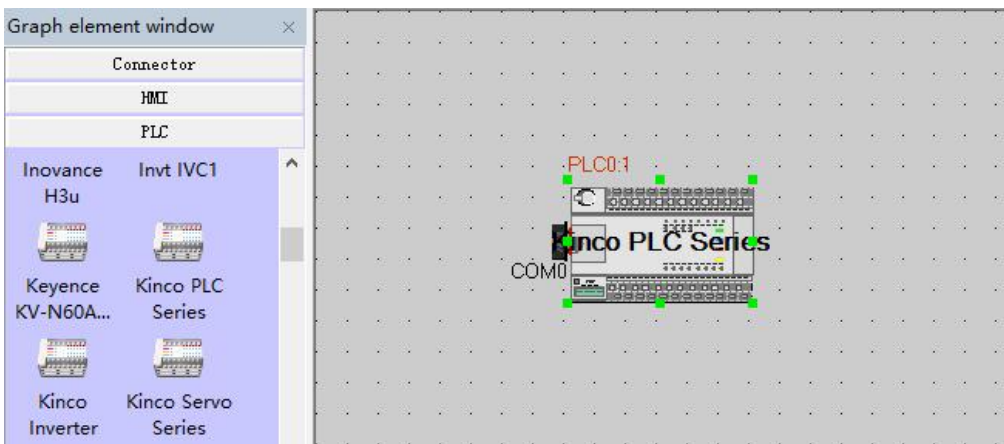 Graph element window
Connector
HMI
PLC
Inovance
H3u
Invt IVC1
Keyence
KV-N60A...
Kinco PLC
Series
Kinco
Inverter
Kinco Servo
Series
PLC0:1
Kinco PLC Series
COM0